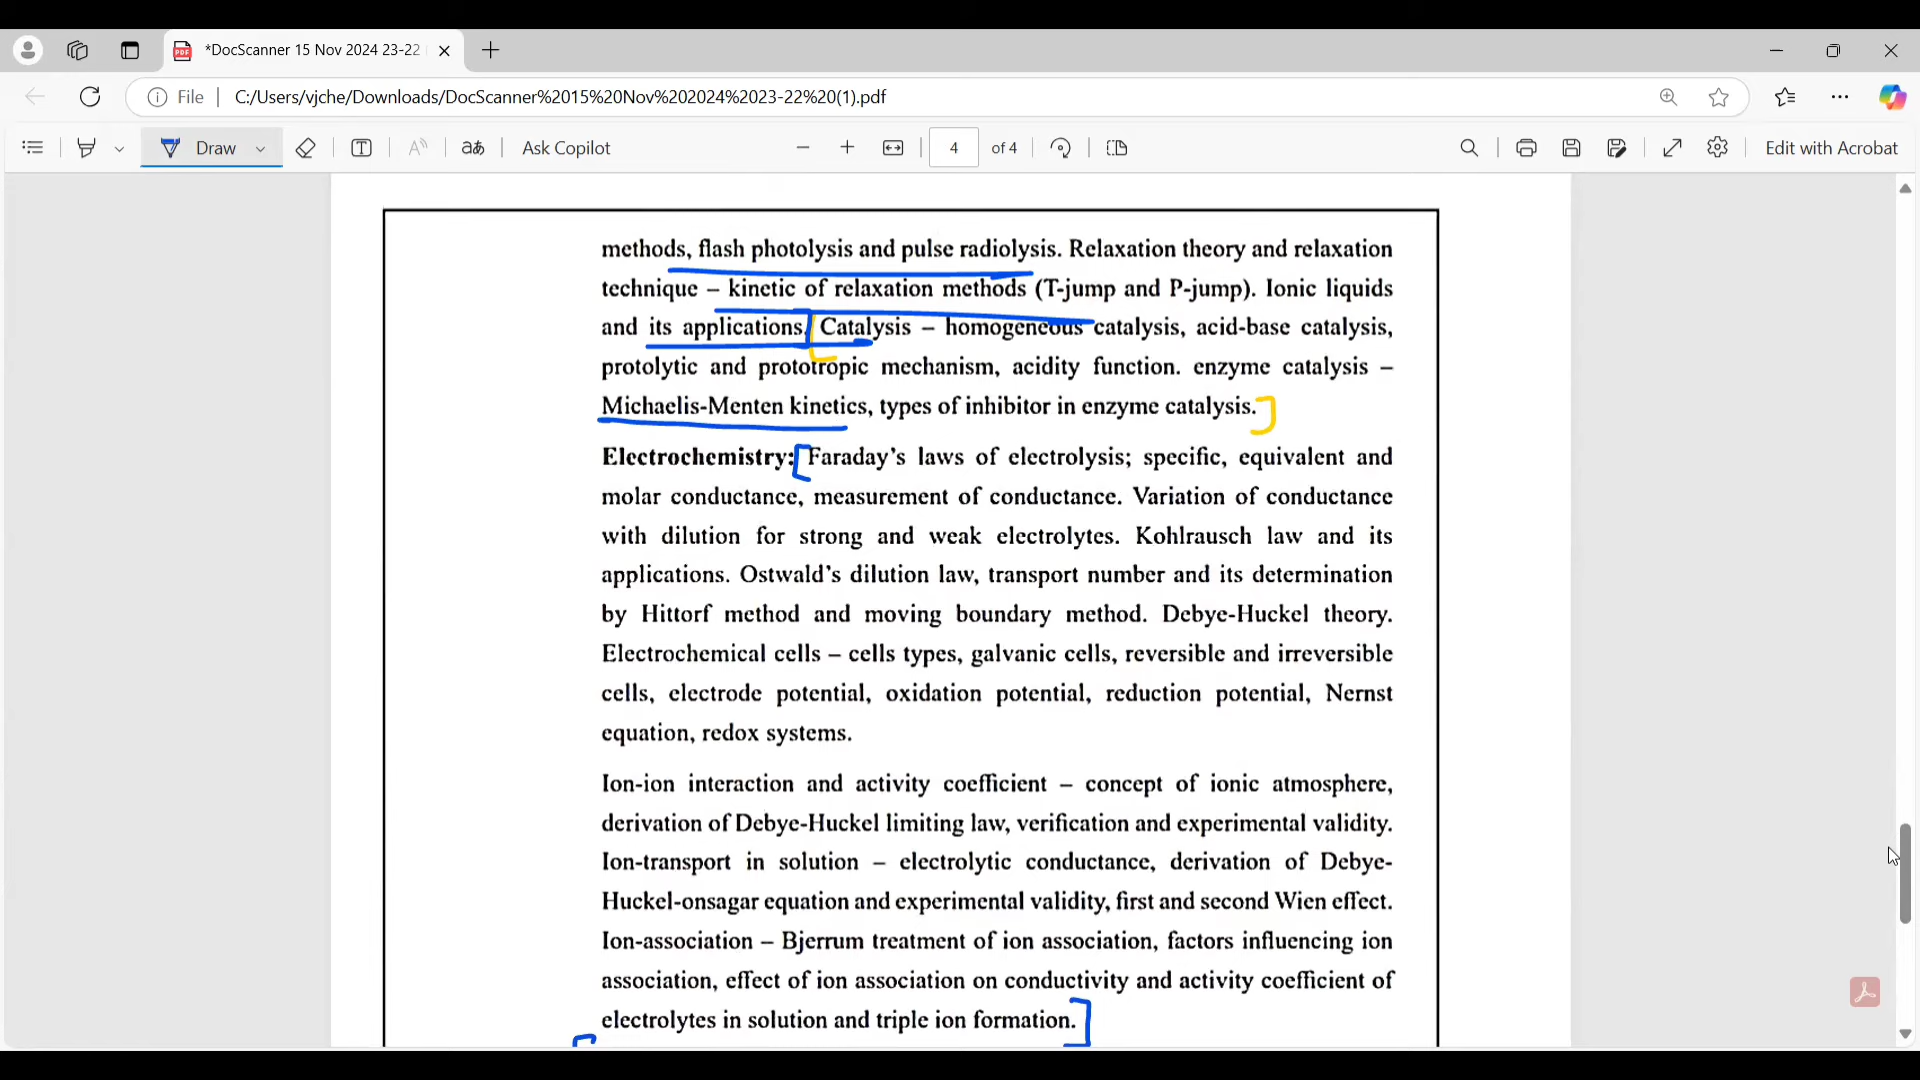 *DocScanner 15 Nov 2024 23-22
File
C:/Users/vjche/Downloads/DocScanner%2015%20Nov%202024%2023-22%20(1).pdf
Draw
aあ
Ask Copilot
4
of 4
Edit with Acrobat
methods, flash photolysis and pulse radiolysis. Relaxation theory and relaxation
technique – kinetic of relaxation methods (T-jump and P-jump). Ionic liquids
and its applications. Catalysis – homogeneous catalysis, acid-base catalysis,
protolytic and prototropic mechanism, acidity function. enzyme catalysis –
Michaelis-Menten kinetics, types of inhibitor in enzyme catalysis.
Electrochemistry: Faraday's laws of electrolysis; specific, equivalent and
molar conductance, measurement of conductance. Variation of conductance
with dilution for strong and weak electrolytes. Kohlrausch law and its
applications. Ostwald's dilution law, transport number and its determination
by Hittorf method and moving boundary method. Debye-Huckel theory.
Electrochemical cells – cells types, galvanic cells, reversible and irreversible
cells, electrode potential, oxidation potential, reduction potential, Nernst
equation, redox systems.
Ion-ion interaction and activity coefficient – concept of ionic atmosphere,
derivation of Debye-Huckel limiting law, verification and experimental validity.
Ion-transport in solution – electrolytic conductance, derivation of Debye-
Huckel-onsagar equation and experimental validity, first and second Wien effect.
Ion-association – Bjerrum treatment of ion association, factors influencing ion
association, effect of ion association on conductivity and activity coefficient of
electrolytes in solution and triple ion formation.